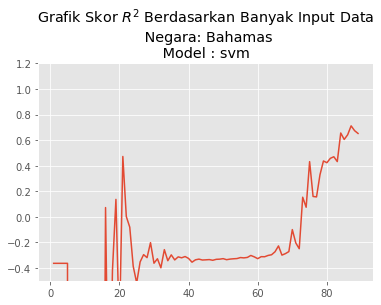 Grafik Skor R² Berdasarkan Banyak Input Data
Negara: Bahamas
Model : svm
1.2
1.0
0.8
0.6
0.4
0.2
0.0
−0.2
−0.4
0 20 40 60 80